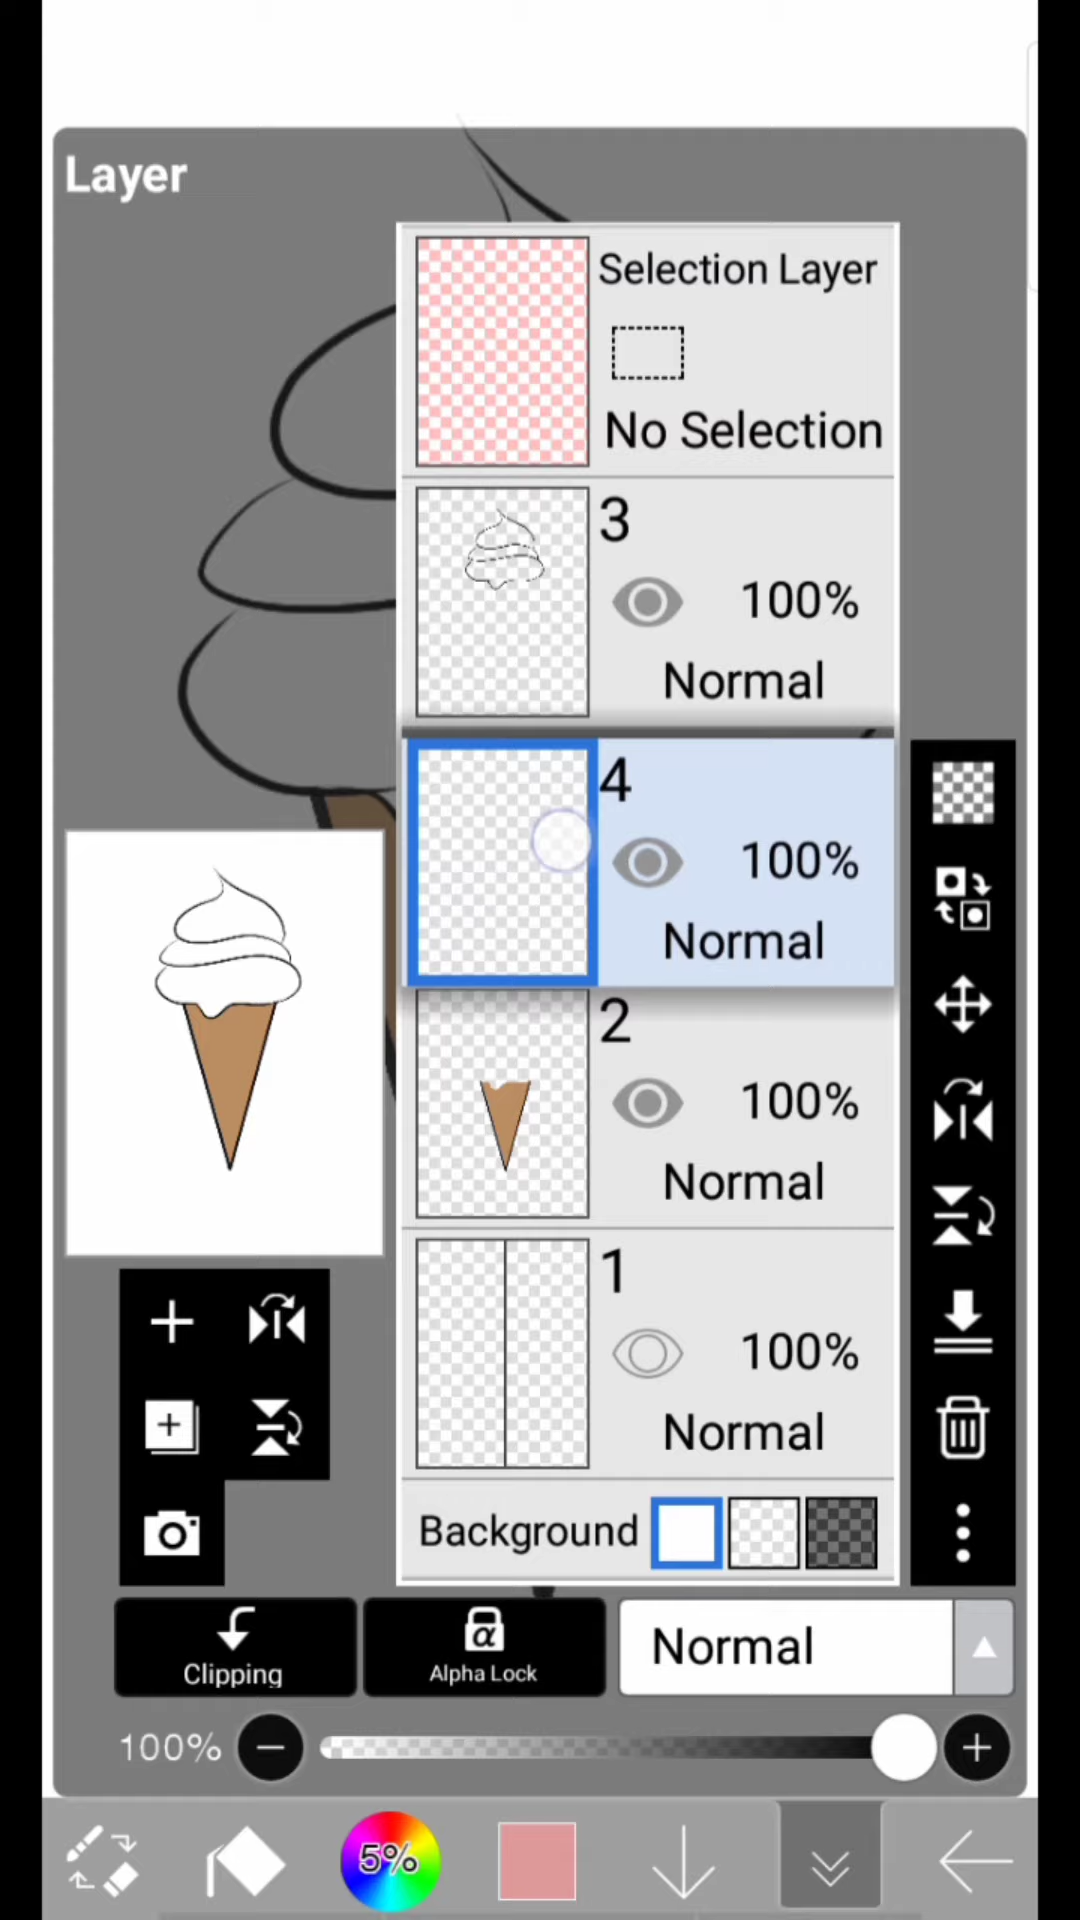 Layer
Selection Layer
No Selection
3
100%
Normal
4
100%
Normal
2
100%
Normal
1
100%
Normal
Background
Clipping
α
Alpha Lock
Normal
100%
5%